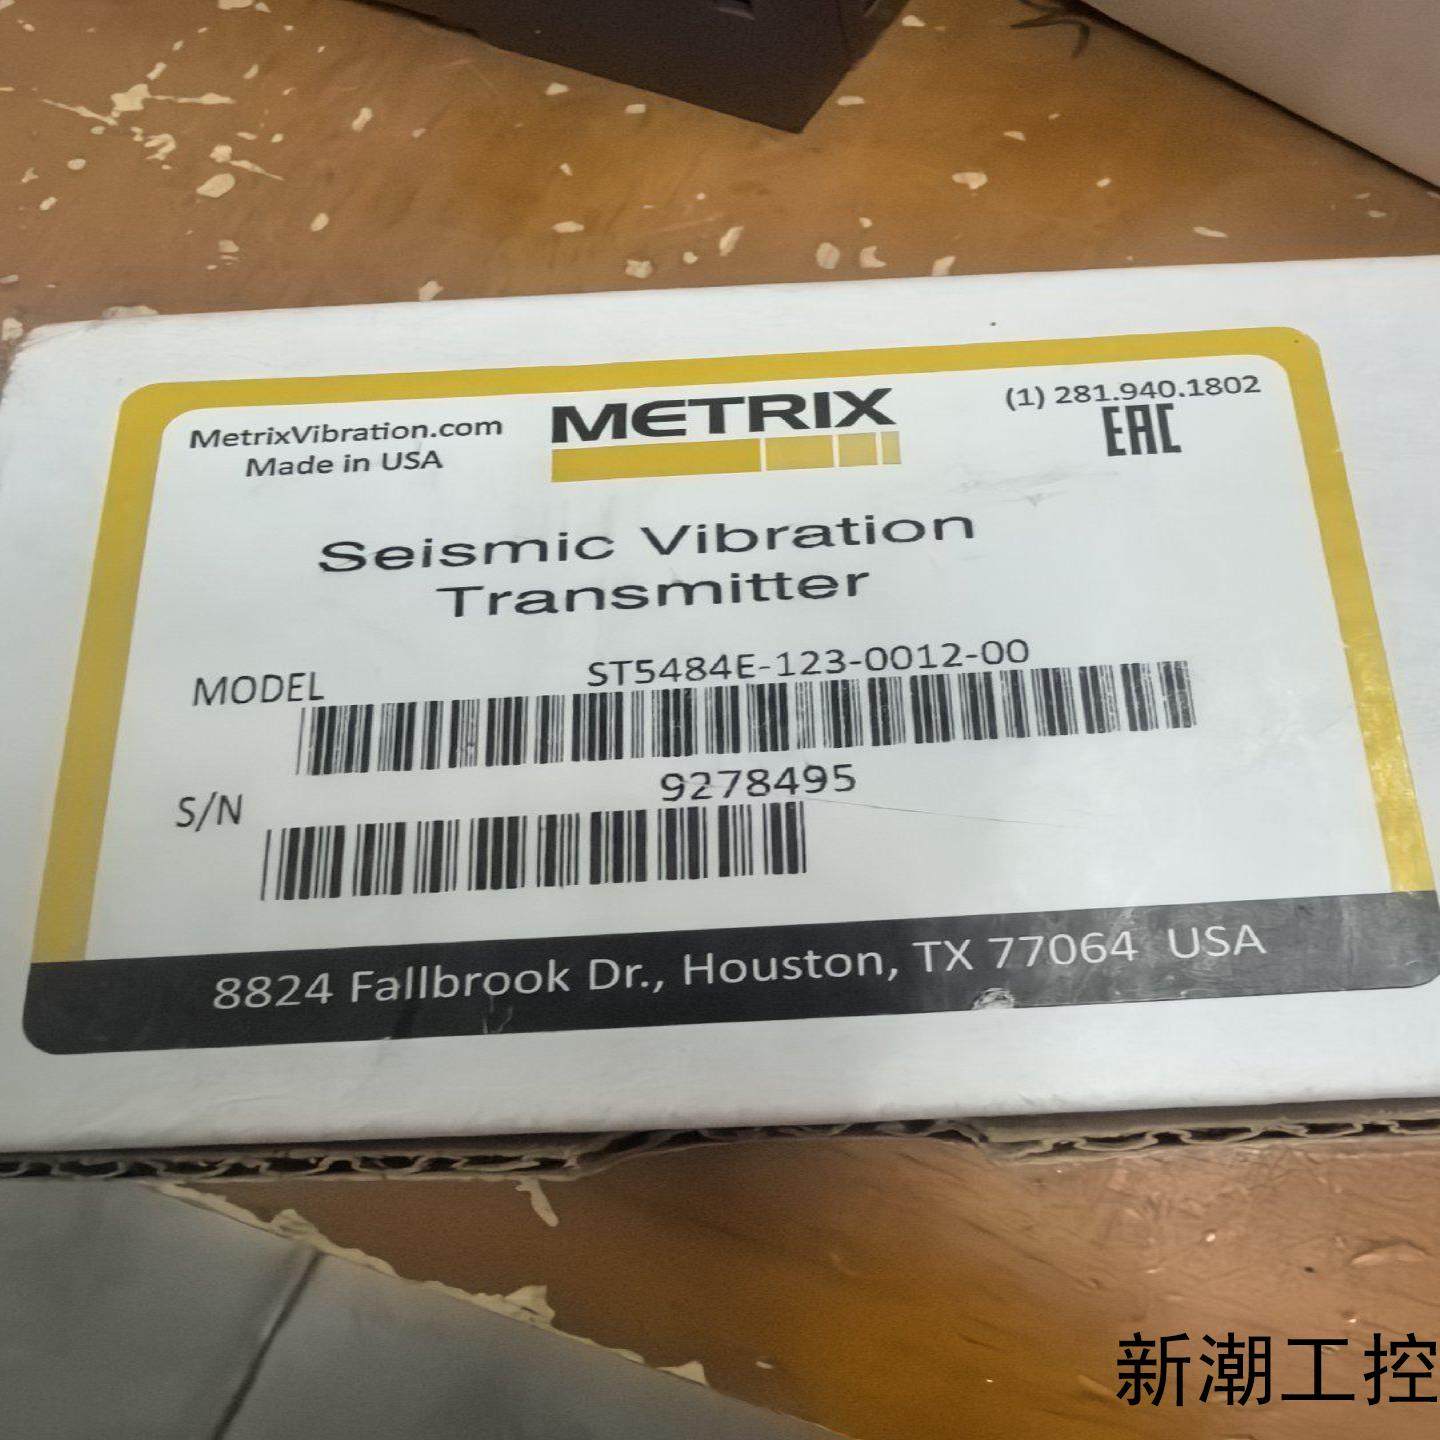 MetrixVibration.com
Made in USA
METRIX
(1) 281.940.1802
EAC
Seismic Vibration
Transmitter
MODEL ST5484E-123-0012-00
S/N 9278495
8824 Fallbrook Dr., Houston, TX 77064 USA
新潮工控